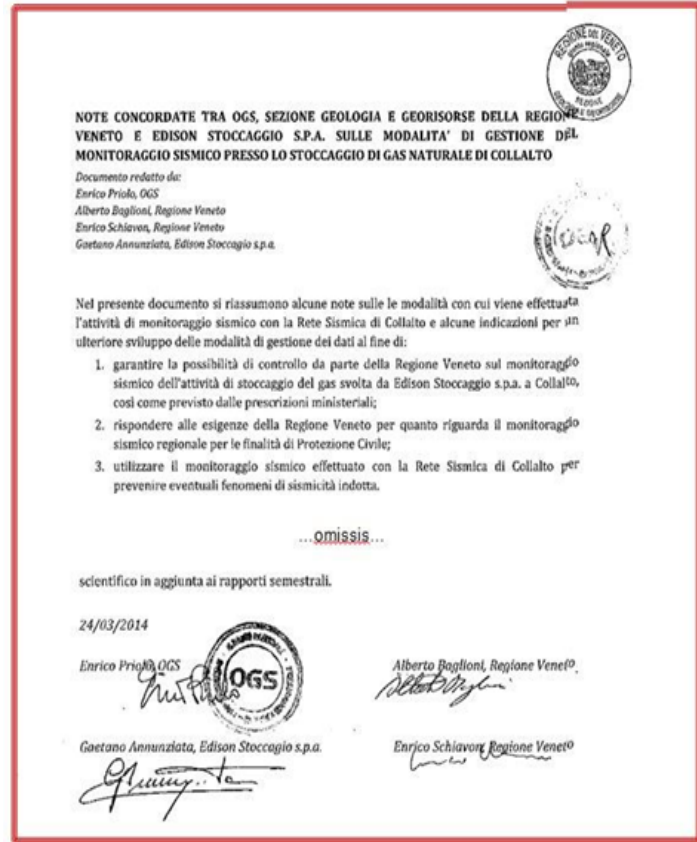 REGIONE DEL VENETO
NOTE CONCORDATE TRA OGS, SEZIONE GEOLOGIA E GEORISORSE DELLA REGIONE
VENETO E EDISON STOCCAGGIO S.P.A. SULLE MODALITA' DI GESTIONE DEL
MONITORAGGIO SISMICO PRESSO LO STOCCAGGIO DI GAS NATURALE DI COLLALTO
Documento redatto da:
Enrico Priolo, OGS
Alberto Baglioni, Regione Veneto
Enrico Schiavon, Regione Veneto
Gaetano Annunziata, Edison Stoccagio s.p.a.
Nel presente documento si riassumono alcune note sulle le modalità con cui viene effettuata
l'attività di monitoraggio sismico con la Rete Sismica di Collalto e alcune indicazioni per un
ulteriore sviluppo delle modalità di gestione dei dati al fine di:
1. garantire la possibilità di controllo da parte della Regione Veneto sul monitoraggio
sismico dell'attività di stoccaggio del gas svolta da Edison Stoccaggio s.p.a. a Collalto,
così come previsto dalle prescrizioni ministeriali;
2. rispondere alle esigenze della Regione Veneto per quanto riguarda il monitoraggio
sismico regionale per le finalità di Protezione Civile;
3. utilizzare il monitoraggio sismico effettuato con la Rete Sismica di Collalto per
prevenire eventuali fenomeni di sismicità indotta.
...omissis...
scientifico in aggiunta ai rapporti semestrali.
24/03/2014
Enrico Priolo, OGS
OGS
Alberto Baglioni, Regione Veneto
Gaetano Annunziata, Edison Stoccagio s.p.a.
Enrico Schiavon, Regione Veneto